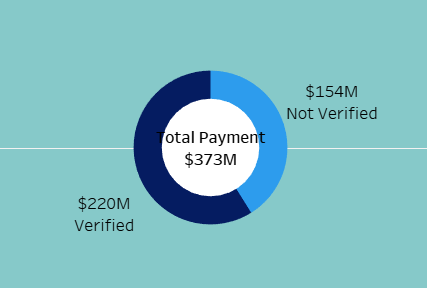 $154M
Not Verified
Total Payment
$373M
$220M
Verified